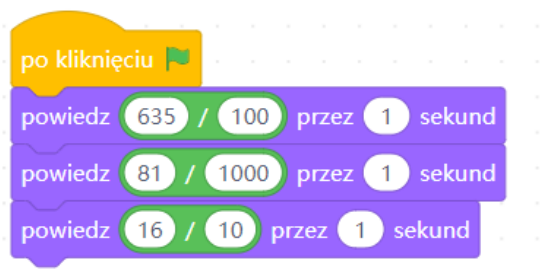 po kliknięciu
powiedz 635 / 100 przez 1 sekund
powiedz 81 / 1000 przez 1 sekund
powiedz 16 / 10 przez 1 sekund